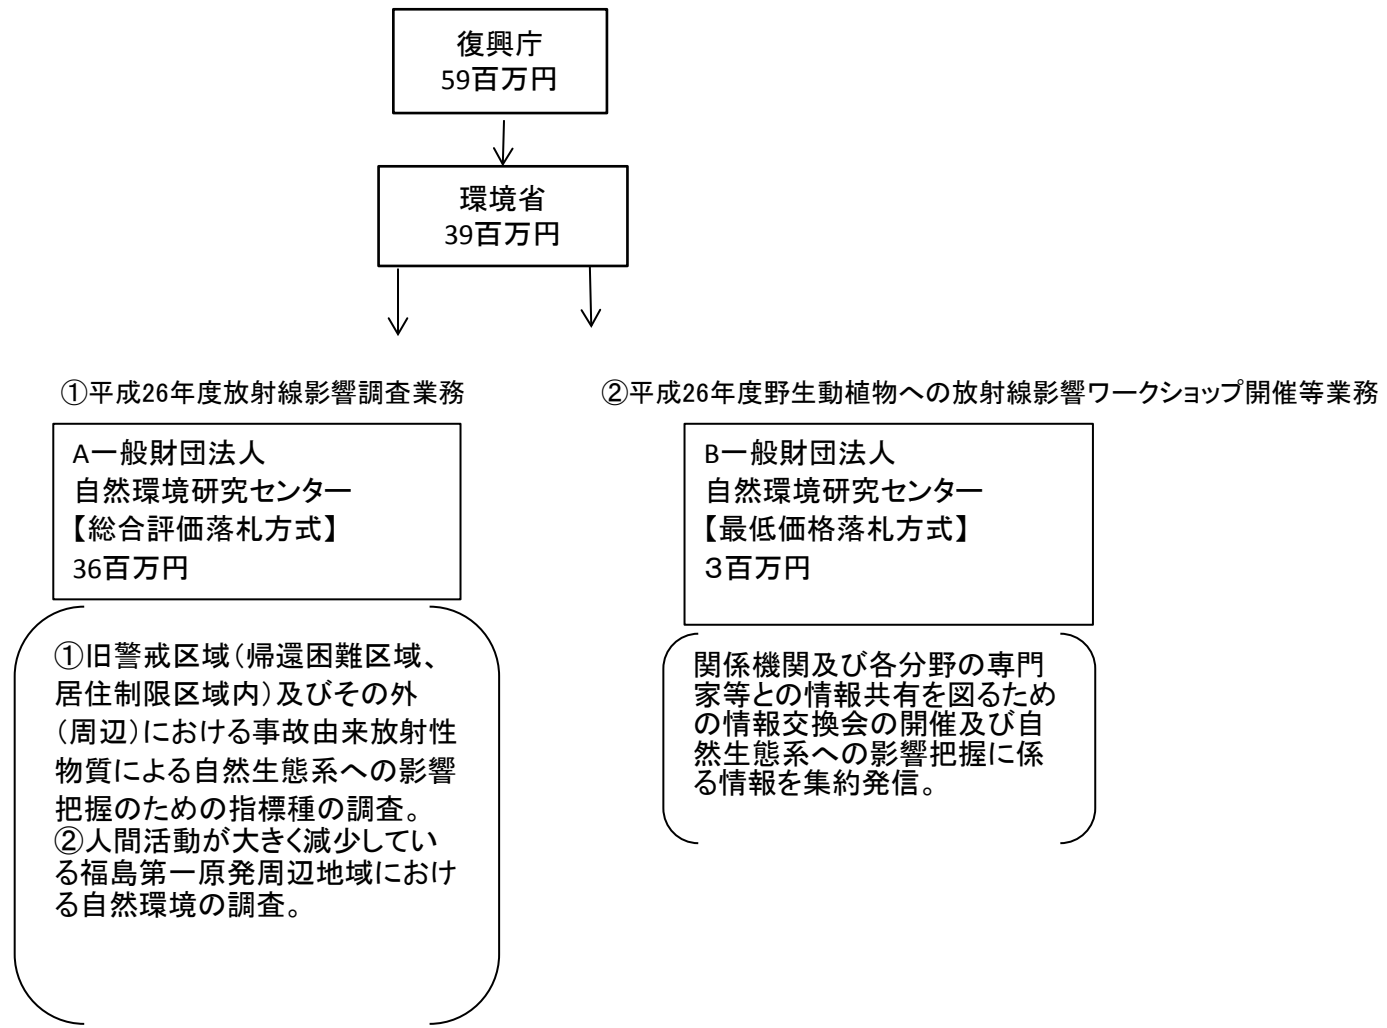 復興庁
59百万円
環境省
39百万円
①平成26年度放射線影響調査業務
A一般財団法人
自然環境研究センター
【総合評価落札方式】
36百万円
①旧警戒区域（帰還困難区域、
居住制限区域内）及びその外
（周辺）における事故由来放射性
物質による自然生態系への影響
把握のための指標種の調査。
②人間活動が大きく減少してい
る福島第一原発周辺地域におけ
る自然環境の調査。
②平成26年度野生動植物への放射線影響ワークショップ開催等業務
B一般財団法人
自然環境研究センター
【最低価格落札方式】
３百万円
関係機関及び各分野の専門
家等との情報共有を図るため
の情報交換会の開催及び自
然生態系への影響把握に係
る情報を集約発信。